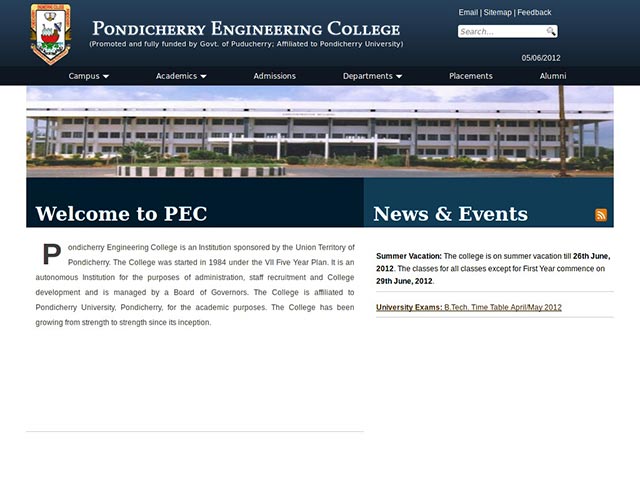 Email | Sitemap | Feedback
PONDICHERRY ENGINEERING COLLEGE
(Promoted and fully funded by Govt. of Puducherry; Affiliated to Pondicherry University)
Search...
05/06/2012
Campus Academics Admissions Departments Placements Alumni
Welcome to PEC
Pondicherry Engineering College is an Institution sponsored by the Union Territory of
Pondicherry. The College was started in 1984 under the VII Five Year Plan. It is an
autonomous Institution for the purposes of administration, staff recruitment and College
development and is managed by a Board of Governors. The College is affiliated to
Pondicherry University, Pondicherry, for the academic purposes. The College has been
growing from strength to strength since its inception.
News & Events
Summer Vacation: The college is on summer vacation till 26th June,
2012. The classes for all classes except for First Year commence on
29th June, 2012.
University Exams: B.Tech. Time Table April/May 2012